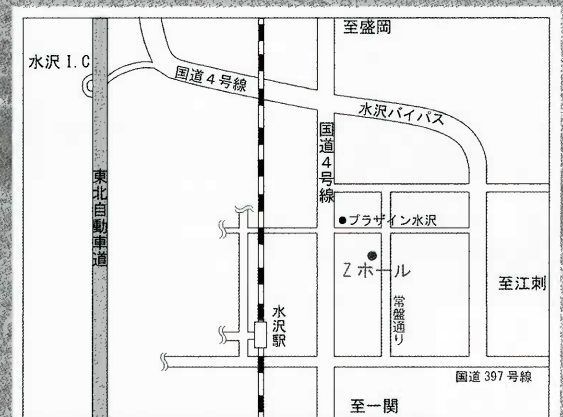 至盛岡
水沢I.C
国道4号線
水沢バイパス
国道4号線
東北自動車道
プラザイン水沢
Zホール
至江刺
常盤通り
水沢駅
国道397号線
至一関